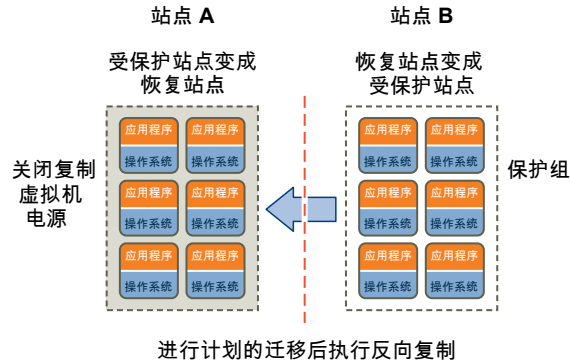 站点 A
站点 B
受保护站点变成
恢复站点
恢复站点变成
受保护站点
应用程序
应用程序
应用程序
应用程序
操作系统
操作系统
操作系统
操作系统
关闭复制
虚拟机
电源
保护组
应用程序
应用程序
应用程序
应用程序
操作系统
操作系统
操作系统
操作系统
应用程序
应用程序
应用程序
应用程序
操作系统
操作系统
操作系统
操作系统
进行计划的迁移后执行反向复制